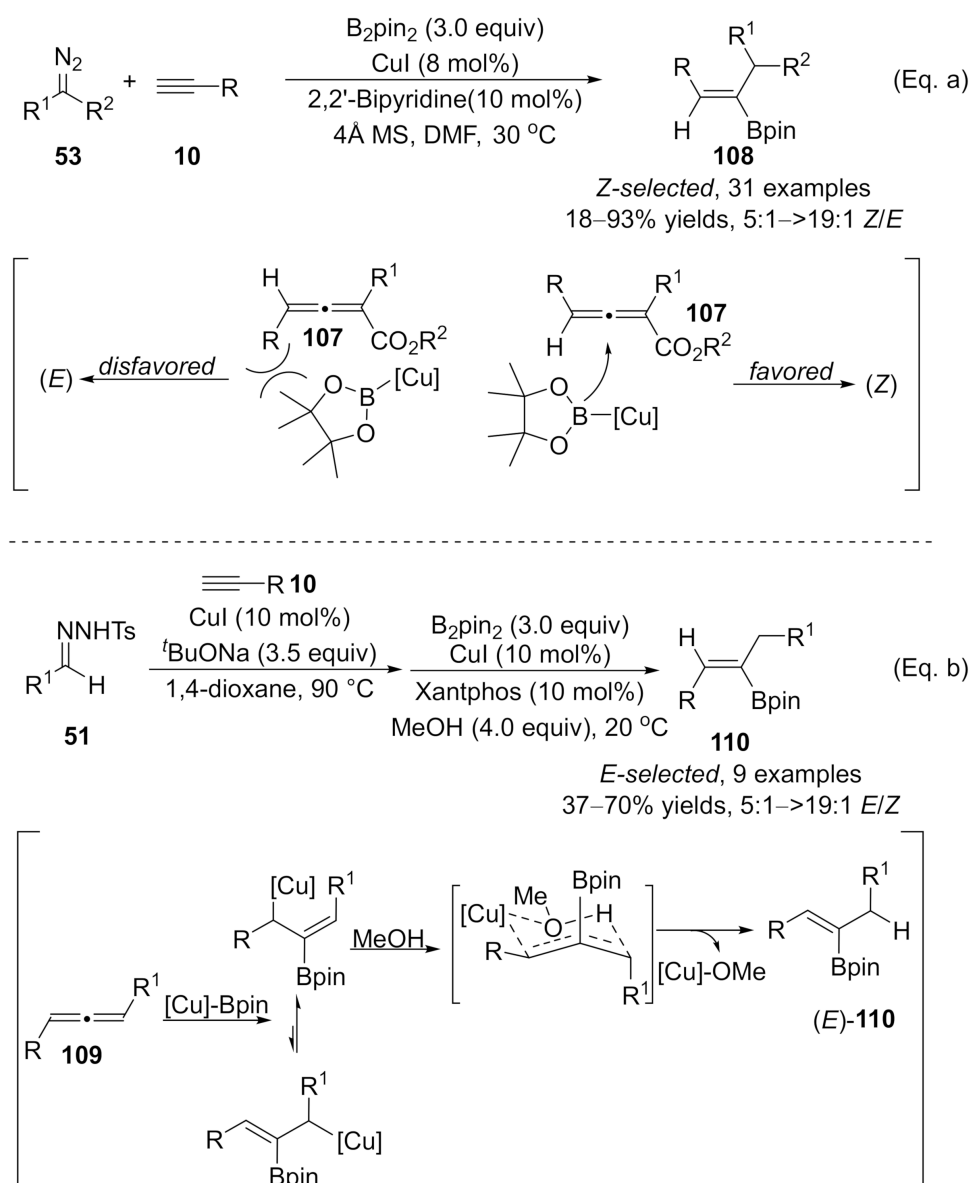 B₂pin₂ (3.0 equiv)
CuI (8 mol%)
2,2'-Bipyridine(10 mol%)
4Å MS, DMF, 30 °C
N₂
R¹ R²
53
+
R
10
R¹
R R²
H Bpin
108
(Eq. a)
Z-selected, 31 examples
18–93% yields, 5:1–>19:1 Z/E
(E)
disfavored
H R¹
R 107 CO₂R²
O B [Cu]
O
R R¹
107
H CO₂R²
O B [Cu]
O
favored
(Z)
NNHTs
R¹ H
51
R 10
CuI (10 mol%)
ᵗBuONa (3.5 equiv)
1,4-dioxane, 90 °C
B₂pin₂ (3.0 equiv)
CuI (10 mol%)
Xantphos (10 mol%)
MeOH (4.0 equiv), 20 °C
H R¹
R Bpin
110
(Eq. b)
E-selected, 9 examples
37–70% yields, 5:1–>19:1 E/Z
R¹
R 109
[Cu]-Bpin
[Cu] R¹
R
Bpin
MeOH
Bpin
Me
[Cu] O H
R
R¹
[Cu]-OMe
R¹
R H
Bpin
(E)-110
R¹
R [Cu]
Bpin